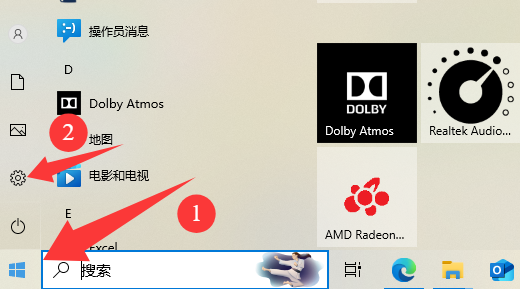 操作员消息
D
Dolby Atmos
2
地图
电影和电视
1
E
Excel
搜索
DOLBY
Dolby Atmos
Realtek Audio...
AMD Radeon...